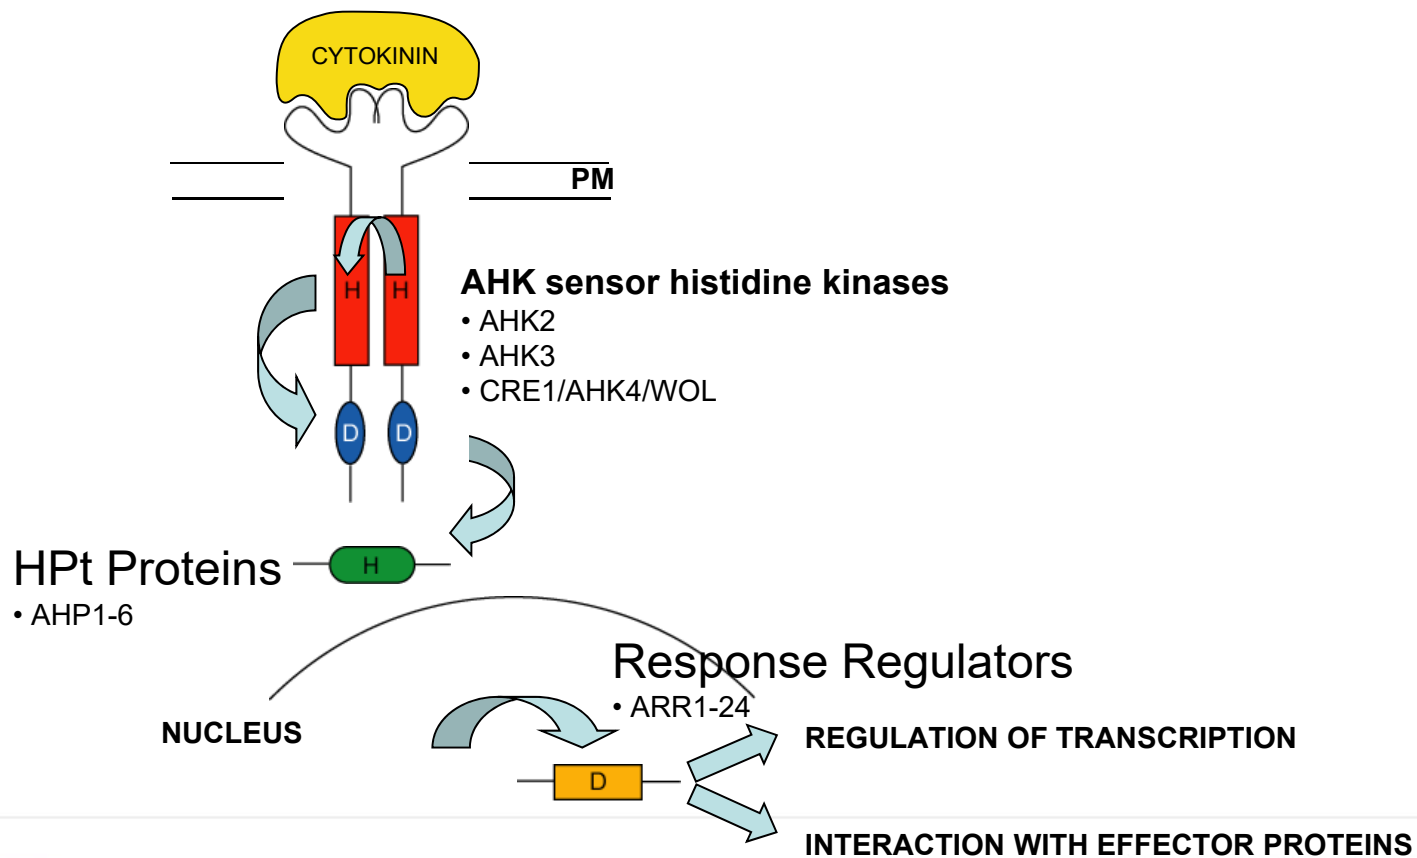 CYTOKININ
PM
H H
AHK sensor histidine kinases
• AHK2
• AHK3
• CRE1/AHK4/WOL
D D
HPt Proteins
H
• AHP1-6
Response Regulators
• ARR1-24
NUCLEUS
REGULATION OF TRANSCRIPTION
D
INTERACTION WITH EFFECTOR PROTEINS